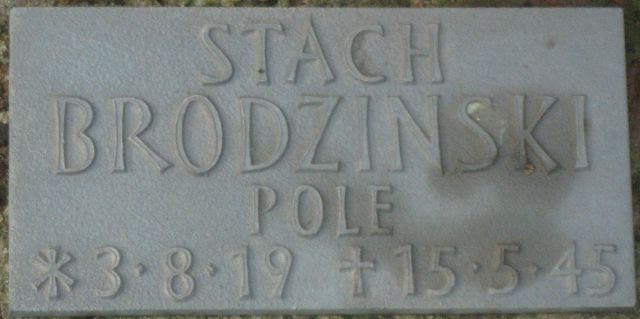 STACH
BRODZINSKI
POLE
*3·8·19 †15·5·45